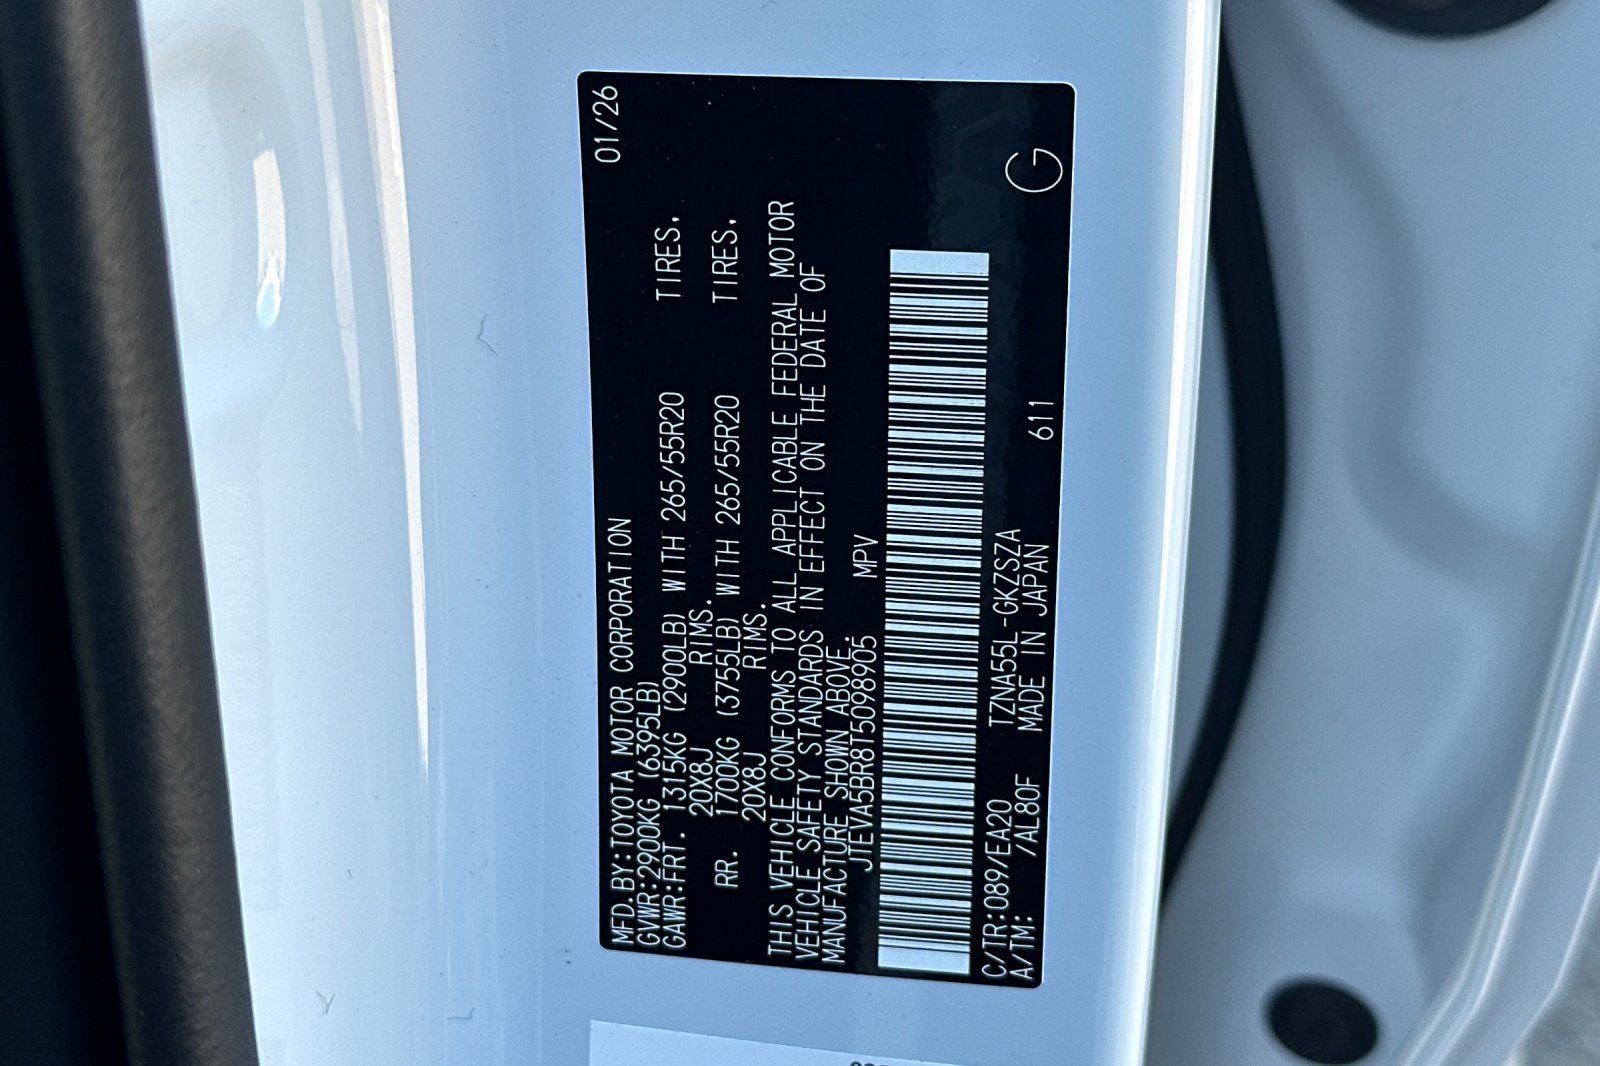 01/26
MFD.BY:TOYOTA MOTOR CORPORATION
GVWR:2900KG (6395LB)
GAWR:FRT. 1315KG (2900LB) WITH 265/55R20 TIRES.
20X8J RIMS.
RR. 1700KG (3755LB) WITH 265/55R20 TIRES.
20X8J RIMS.
THIS VEHICLE CONFORMS TO ALL APPLICABLE FEDERAL MOTOR
VEHICLE SAFETY STANDARDS IN EFFECT ON THE DATE OF
MANUFACTURE SHOWN ABOVE.
JTEVA5BR8T5098905 MPV
C/TR:089/EA20 TZNA55L-GKZSZA
A/TM: /AL80F MADE IN JAPAN 611 G